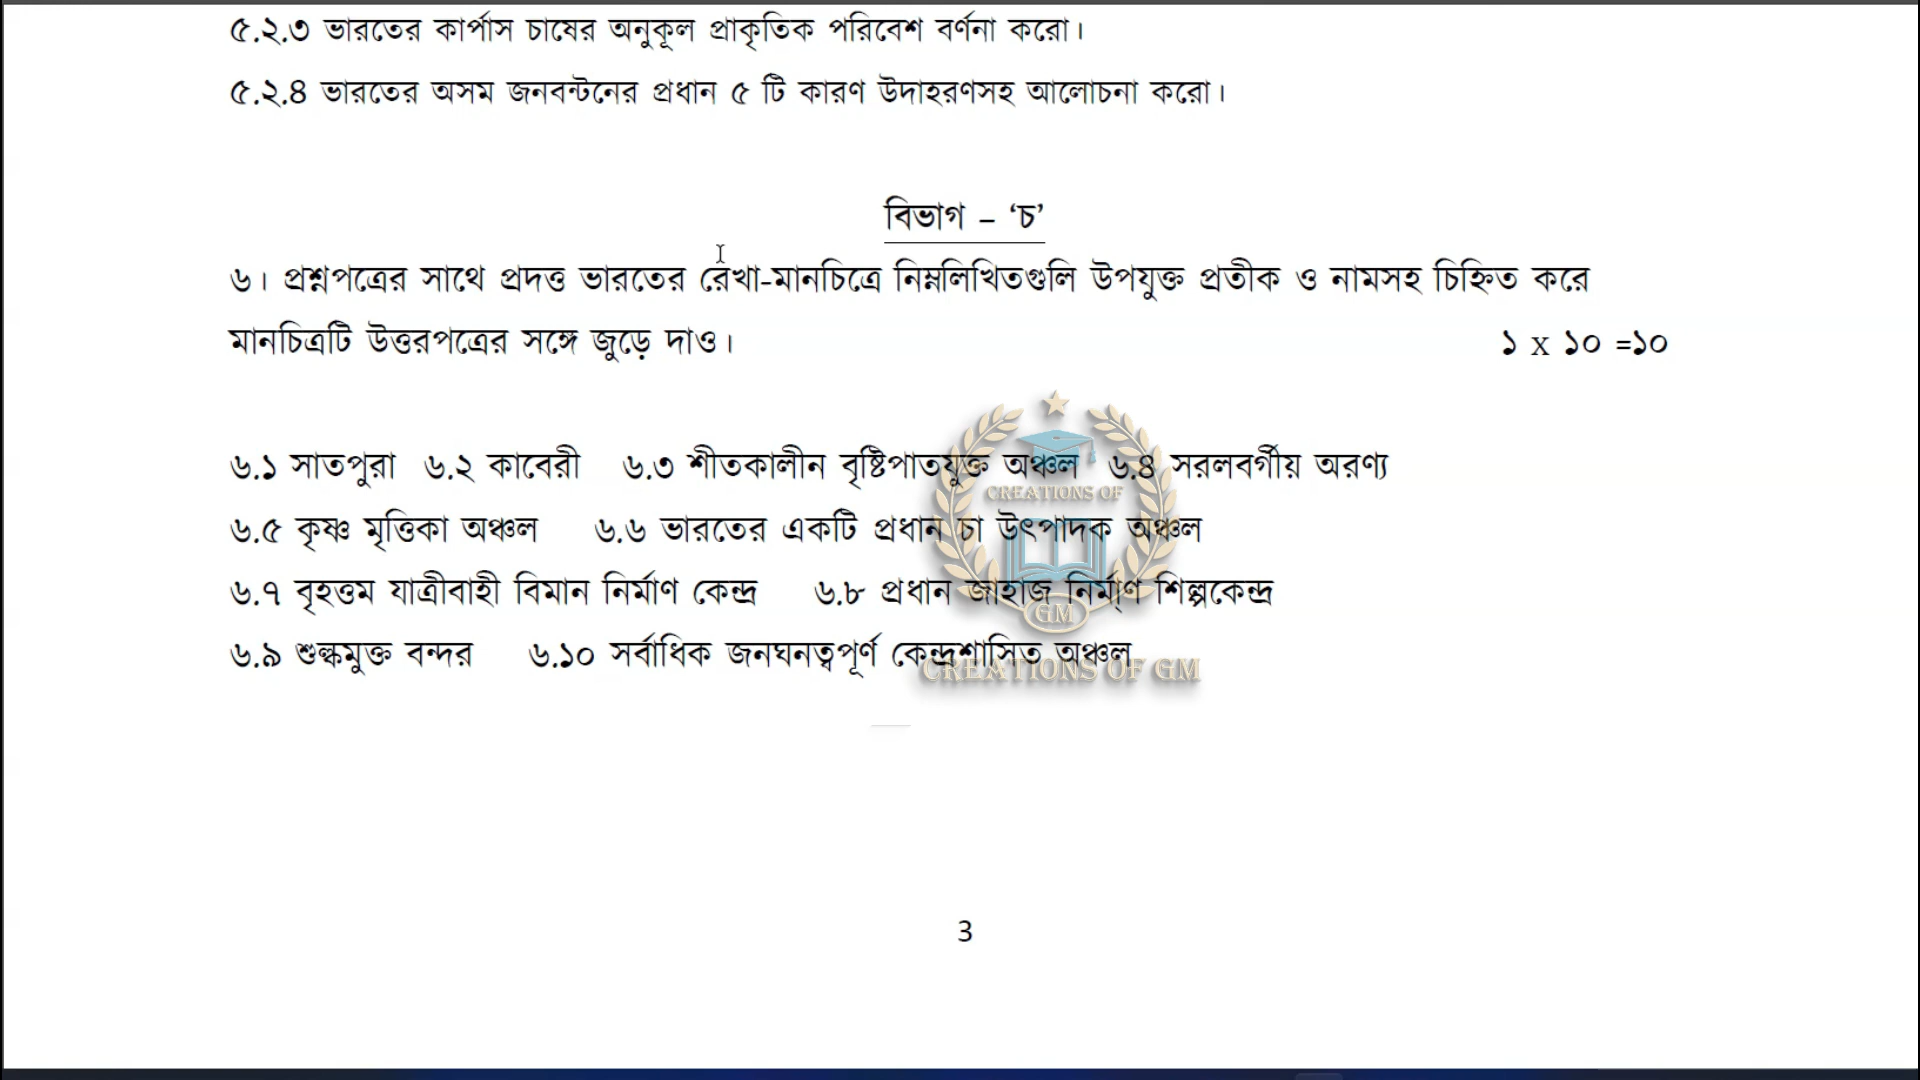 ৫.২.৩ ভারতের কার্পাস চাষের অনুকূল প্রাকৃতিক পরিবেশ বর্ণনা করো।
৫.২.৪ ভারতের অসম জনবন্টনের প্রধান ৫ টি কারণ উদাহরণসহ আলোচনা করো।
বিভাগ – ‘চ’
৬। প্রশ্নপত্রের সাথে প্রদত্ত ভারতের রেখা-মানচিত্রে নিম্নলিখিতগুলি উপযুক্ত প্রতীক ও নামসহ চিহ্নিত করে
মানচিত্রটি উত্তরপত্রের সঙ্গে জুড়ে দাও। ১ x ১০ =১০
৬.১ সাতপুরা ৬.২ কাবেরী ৬.৩ শীতকালীন বৃষ্টিপাতযুক্ত অঞ্চল ৬.৪ সরলবর্গীয় অরণ্য
CREATIONS OF
৬.৫ কৃষ্ণ মৃত্তিকা অঞ্চল ৬.৬ ভারতের একটি প্রধান চা উৎপাদক অঞ্চল
৬.৭ বৃহত্তম যাত্রীবাহী বিমান নির্মাণ কেন্দ্র ৬.৮ প্রধান জাহাজ নির্মাণ শিল্পকেন্দ্র
GM
৬.৯ শুল্কমুক্ত বন্দর ৬.১০ সর্বাধিক জনঘনত্বপূর্ণ কেন্দ্রশাসিত অঞ্চল
CREATIONS OF GM
3